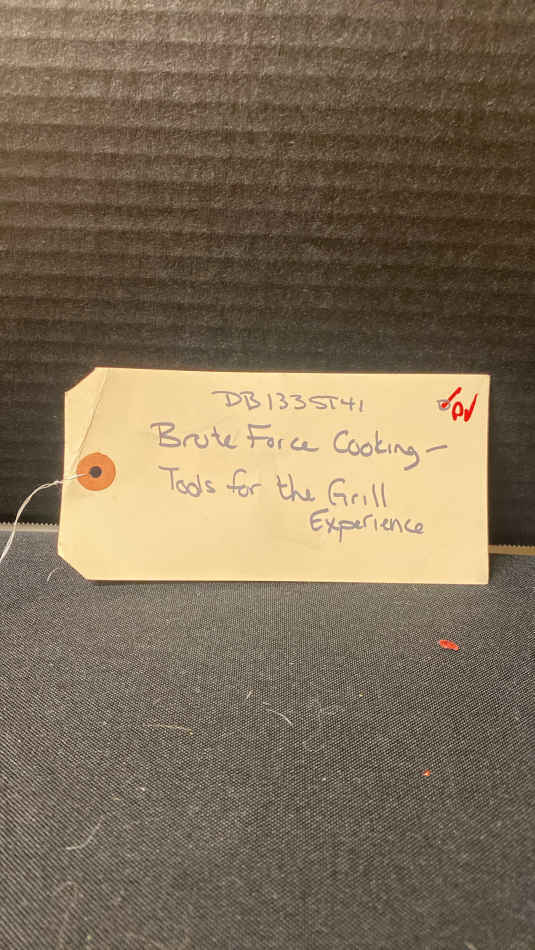 DB1335T41
Brute Force Cooking -
Tools for the Grill
Experience